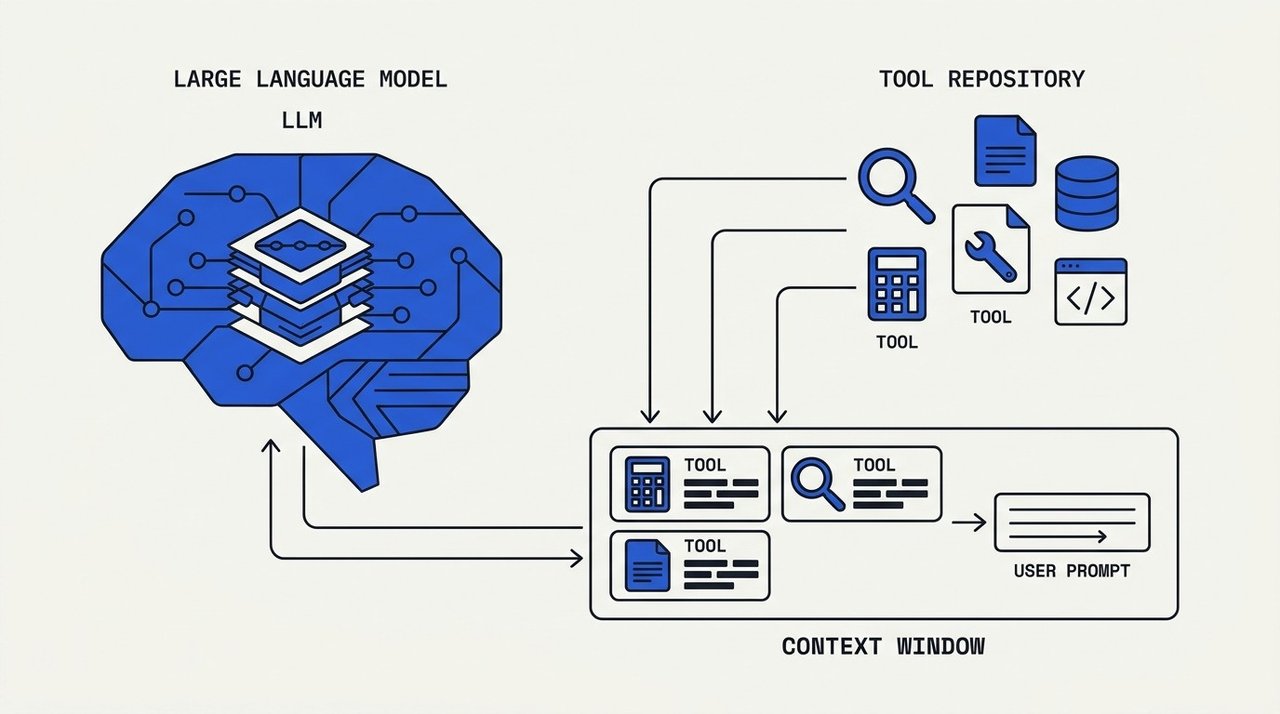 LARGE LANGUAGE MODEL
LLM
TOOL REPOSITORY
</>
TOOL
TOOL
TOOL
TOOL
TOOL
USER PROMPT
CONTEXT WINDOW